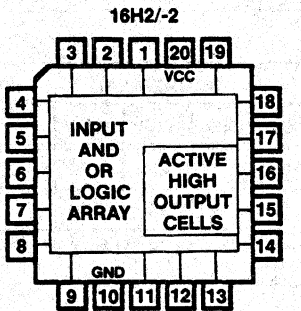 16H2/-2
3 2 1 20 19
VCC
4 18
5 17
6 16
7 15
8 14
INPUT
AND
OR
LOGIC
ARRAY
ACTIVE
HIGH
OUTPUT
CELLS
GND
9 10 11 12 13